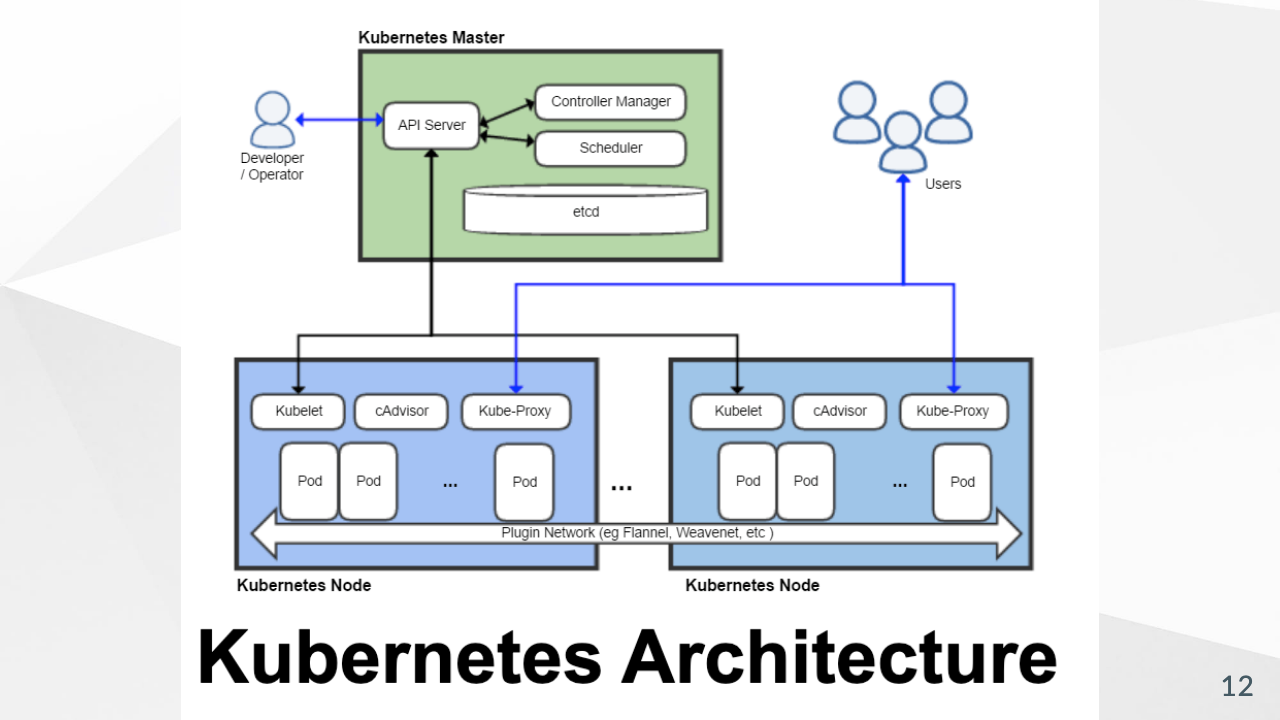 Kubernetes Master
API Server
Controller Manager
Scheduler
etcd
Developer
/ Operator
Users
Kubelet
cAdvisor
Kube-Proxy
Pod
Pod
...
Pod
...
Kubelet
cAdvisor
Kube-Proxy
Pod
Pod
...
Pod
Plugin Network (eg Flannel, Weavenet, etc )
Kubernetes Node
Kubernetes Node
Kubernetes Architecture
12